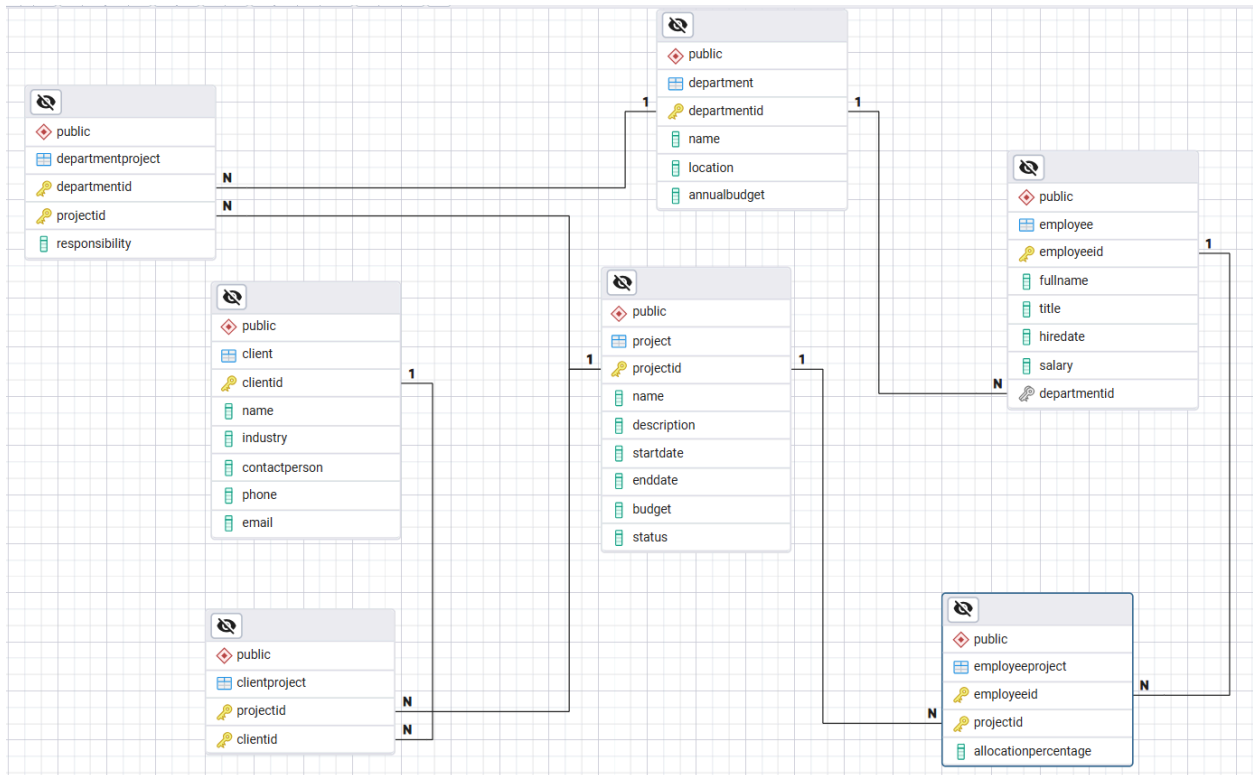 public
department
1
departmentid
1
name
location
annualbudget
public
departmentproject
departmentid
N
projectid
N
responsibility
public
employee
employeeid
1
fullname
title
hiredate
salary
N
departmentid
public
client
clientid
1
name
industry
contactperson
phone
email
public
project
1
projectid
1
name
description
startdate
enddate
budget
status
public
clientproject
projectid
N
clientid
N
public
employeeproject
employeeid
N
N
projectid
allocationpercentage